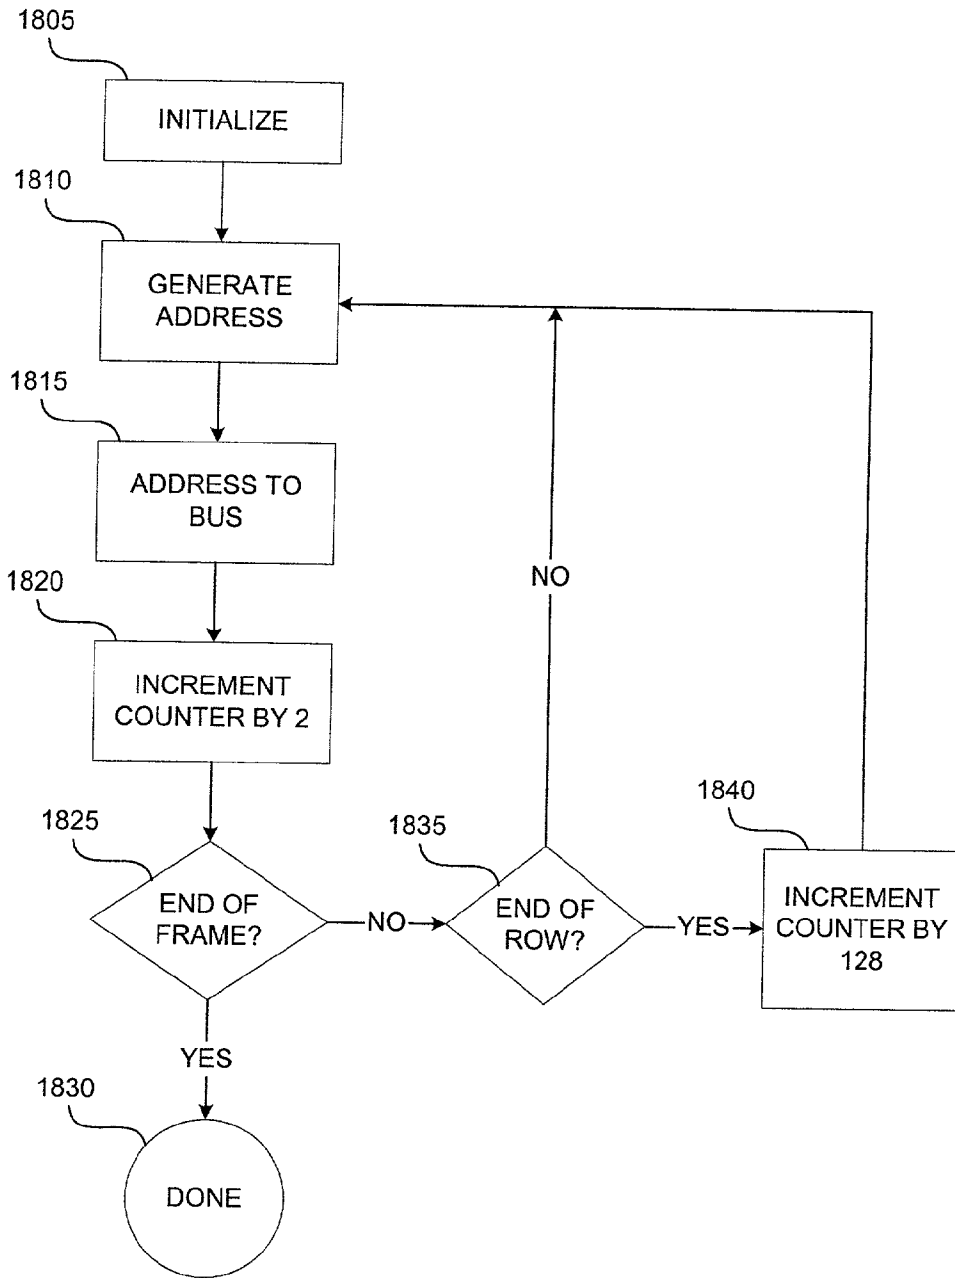 1805
INITIALIZE
1810
GENERATE
ADDRESS
1815
ADDRESS TO
BUS
NO
1820
INCREMENT
COUNTER BY 2
1825
END OF
FRAME?
NO
1835
END OF
ROW?
YES
1840
INCREMENT
COUNTER BY
128
YES
1830
DONE